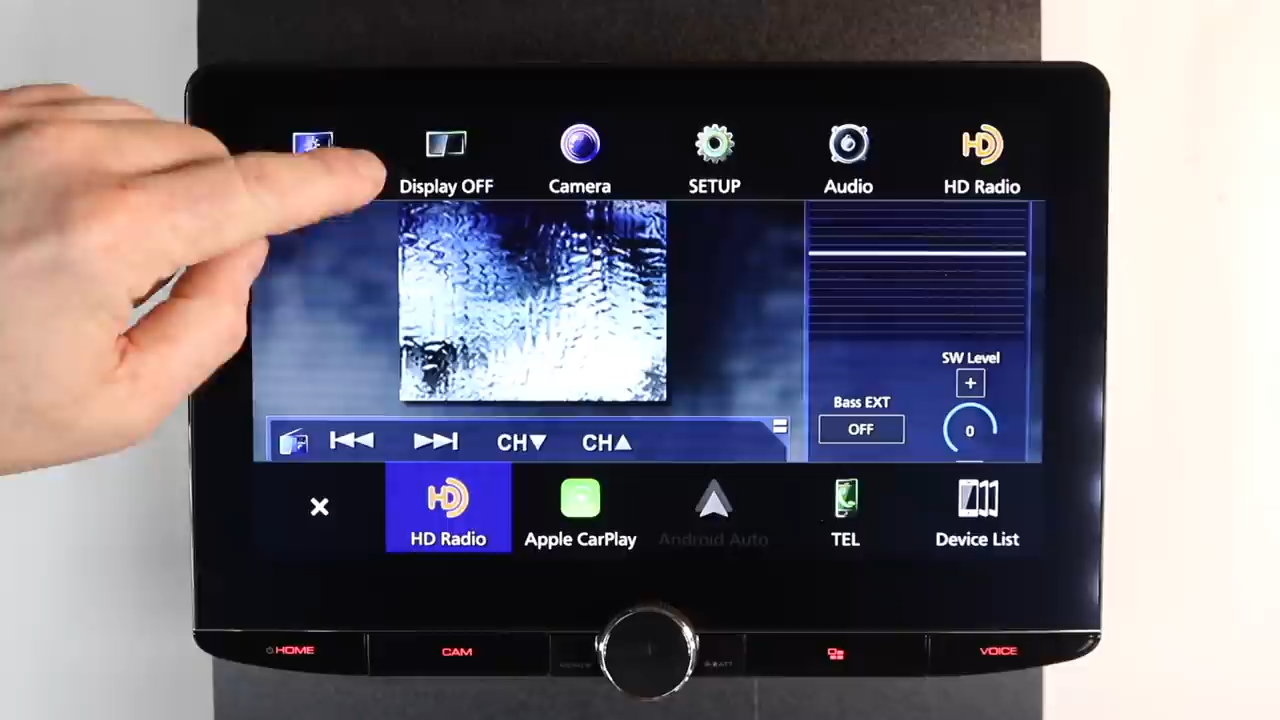 Display OFF
Camera
SETUP
Audio
HD Radio
SW Level
+
Bass EXT
OFF
0
CH▼
CH▲
HD Radio
Apple CarPlay
Android Auto
TEL
Device List
HOME
CAM
VOICE